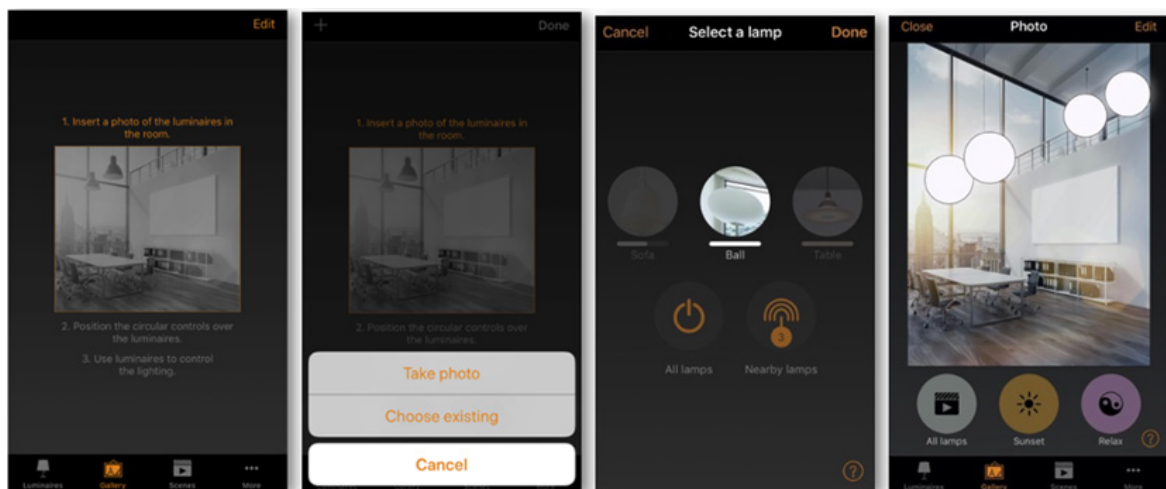 Edit
1. Insert a photo of the luminaires in
the room.
2. Position the circular controls over
the luminaires.
3. Use luminaires to control
the lighting.
Luminaires
Gallery
Scenes
More
+
Done
1. Insert a photo of the luminaires in
the room.
2. Position the circular controls over
the luminaires.
Take photo
Choose existing
Cancel
Cancel
Select a lamp
Done
Sofa
Ball
Table
3
All lamps
Nearby lamps
?
Close
Photo
Edit
All lamps
Sunset
Relax
?
Luminaires
Gallery
Scenes
More